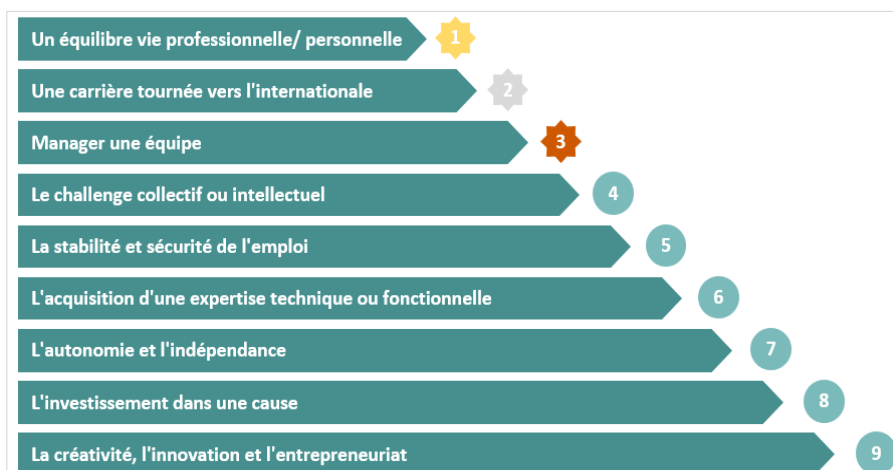 Un équilibre vie professionnelle/ personnelle 1
Une carrière tournée vers l'internationale 2
Manager une équipe 3
Le challenge collectif ou intellectuel 4
La stabilité et sécurité de l'emploi 5
L'acquisition d'une expertise technique ou fonctionnelle 6
L'autonomie et l'indépendance 7
L'investissement dans une cause 8
La créativité, l'innovation et l'entrepreneuriat 9